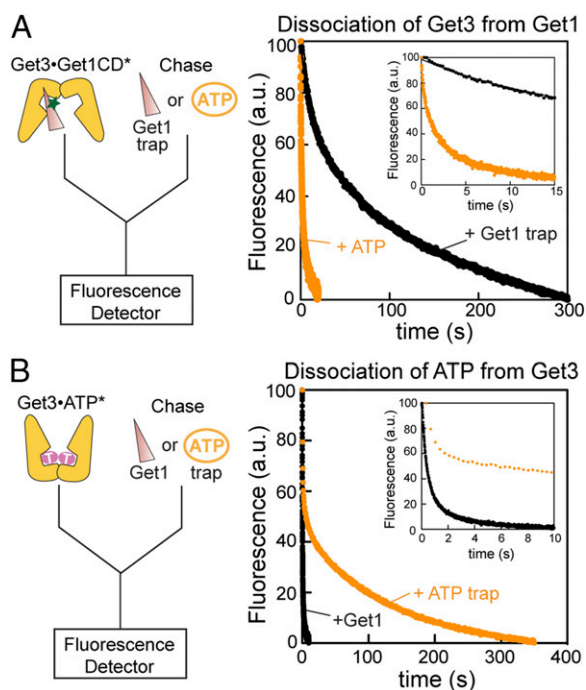 A
Get3•Get1CD*
Chase
or ATP
Get1
trap
Fluorescence
Detector
Dissociation of Get3 from Get1
Fluorescence (a.u.)
100
80
60
40
20
0
0
100
200
300
time (s)
+ ATP
+ Get1 trap
Fluorescence (a.u.)
100
80
60
40
20
0
0
5
10
15
time (s)
B
Get3•ATP*
T T
Chase
or ATP
Get1 trap
Fluorescence
Detector
Dissociation of ATP from Get3
Fluorescence (a.u.)
100
80
60
40
20
0
0
100
200
300
400
time (s)
+Get1
+ ATP trap
Fluorescence (a.u.)
100
80
60
40
20
0
0
2
4
6
8
10
time (s)